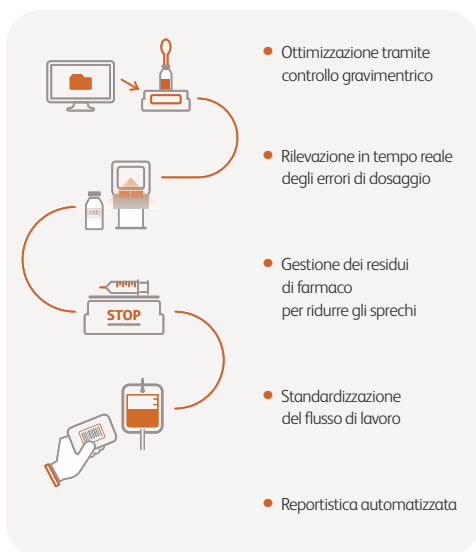 Ottimizzazione tramite
controllo gravimetrico
Rilevazione in tempo reale
degli errori di dosaggio
Gestione dei residui
di farmaco
per ridurre gli sprechi
STOP
Standardizzazione
del flusso di lavoro
Reportistica automatizzata